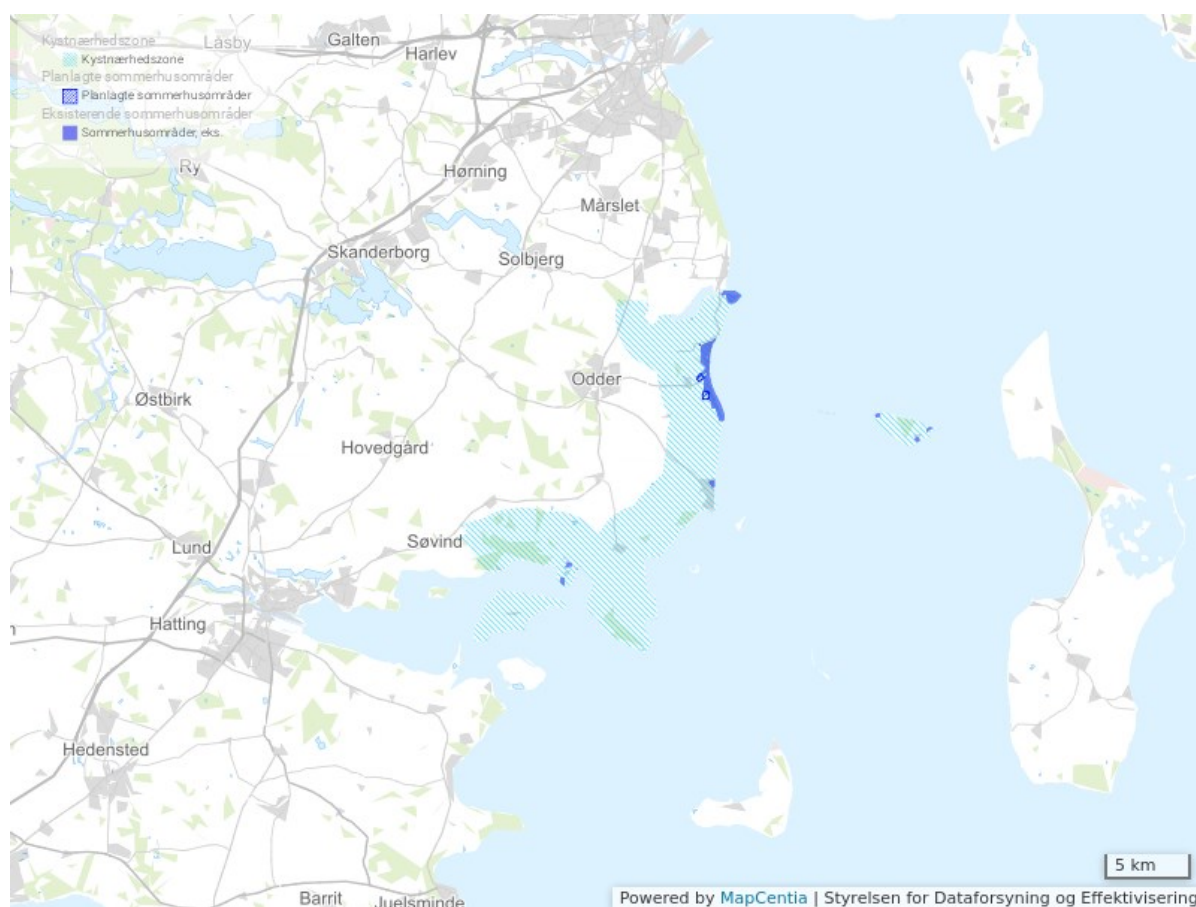 Kystnærhedszone
Kystnærhedszone
Planlagte sommerhusområder
Planlagte sommerhusområder
Eksisterende sommerhusområder
Sommerhusområder, eks.
Låsby
Galten
Harlev
Ry
Hørning
Mårslet
Skanderborg
Solbjerg
Østbirk
Odder
Hovedgård
Søvind
Lund
Hatting
Hedensted
Barrit
Juelsminde
5 km
Powered by MapCentia | Styrelsen for Dataforsyning og Effektivisering